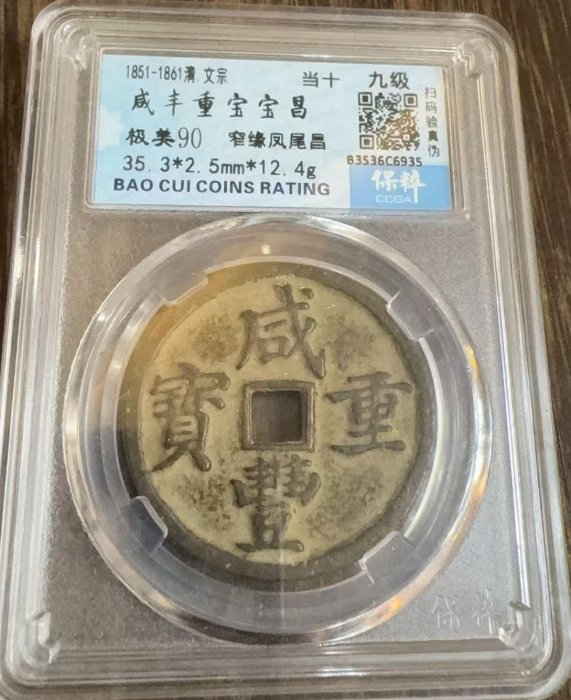 1851-1861清 文宗 当十 九级
咸丰重宝宝昌
极美90 窄缘凤尾昌
35.3*2.5mm*12.4g
BAO CUI COINS RATING
扫码验真伪
B3S36C6935
保粹
CCGA
咸
寶 重
豐